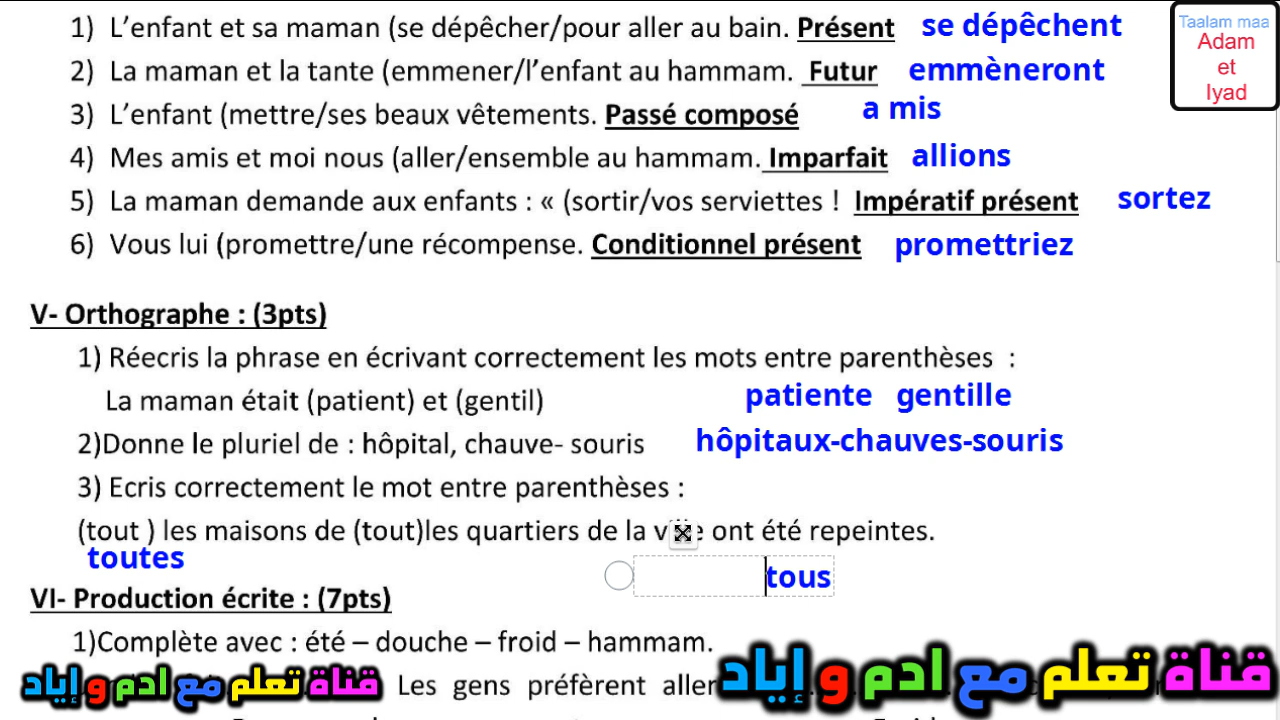 1) L’enfant et sa maman (se dépêcher/pour aller au bain. Présent se dépêchent
Taalam maa
Adam
et
Iyad
2) La maman et la tante (emmener/l’enfant au hammam. Futur emmèneront
3) L’enfant (mettre/ses beaux vêtements. Passé composé a mis
4) Mes amis et moi nous (aller/ensemble au hammam. Imparfait allions
5) La maman demande aux enfants : « (sortir/vos serviettes ! Impératif présent sortez
6) Vous lui (promettre/une récompense. Conditionnel présent promettriez
V- Orthographe : (3pts)
1) Réecris la phrase en écrivant correctement les mots entre parenthèses :
La maman était (patient) et (gentil) patiente gentille
2)Donne le pluriel de : hôpital, chauve- souris hôpitaux-chauves-souris
3) Ecris correctement le mot entre parenthèses :
(tout ) les maisons de (tout)les quartiers de la ont été repeintes.
toutes
tous
VI- Production écrite : (7pts)
1)Complète avec : été – douche – froid – hammam.
قناة تعلم مع ادم و إياد
Les gens préfèrent aller
قناة تعلم مع ادم و إياد